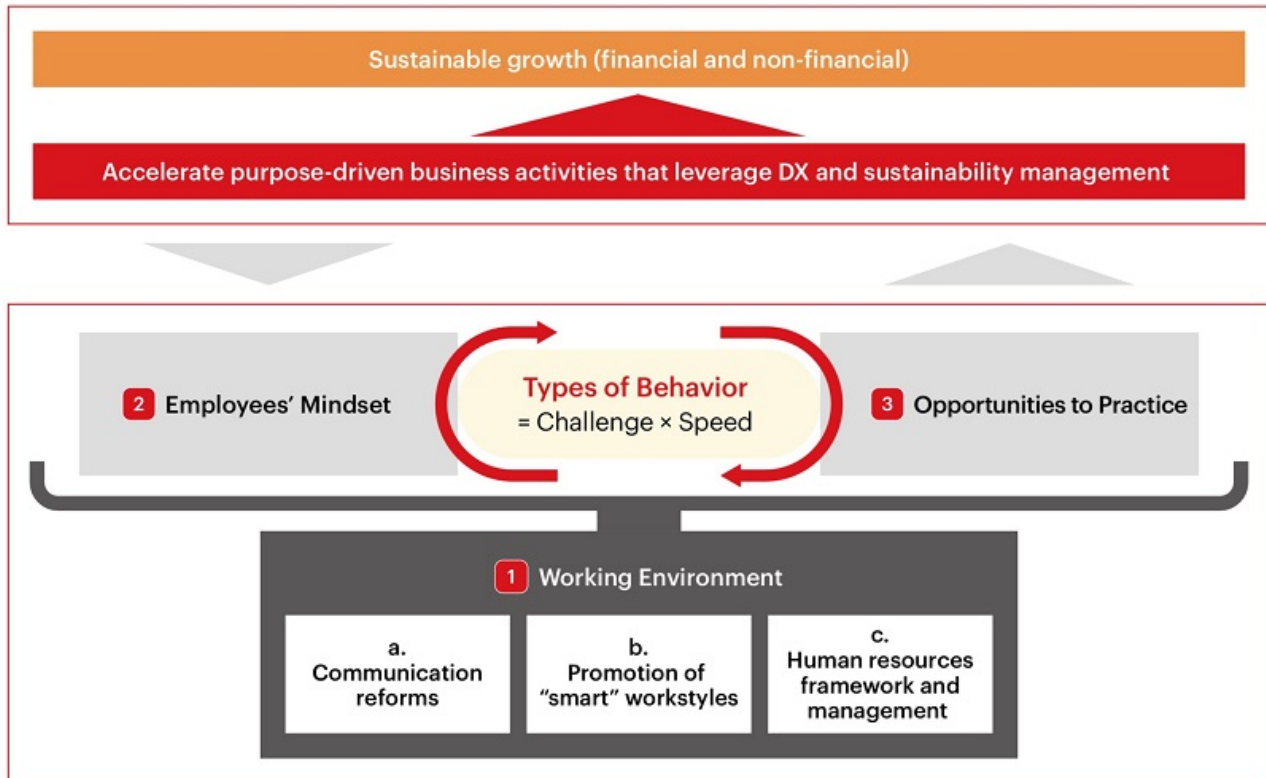 Sustainable growth (financial and non-financial)
Accelerate purpose-driven business activities that leverage DX and sustainability management
2 Employees’ Mindset
Types of Behavior
= Challenge × Speed
3 Opportunities to Practice
1 Working Environment
a.
Communication
reforms
b.
Promotion of
“smart” workstyles
c.
Human resources
framework and
management